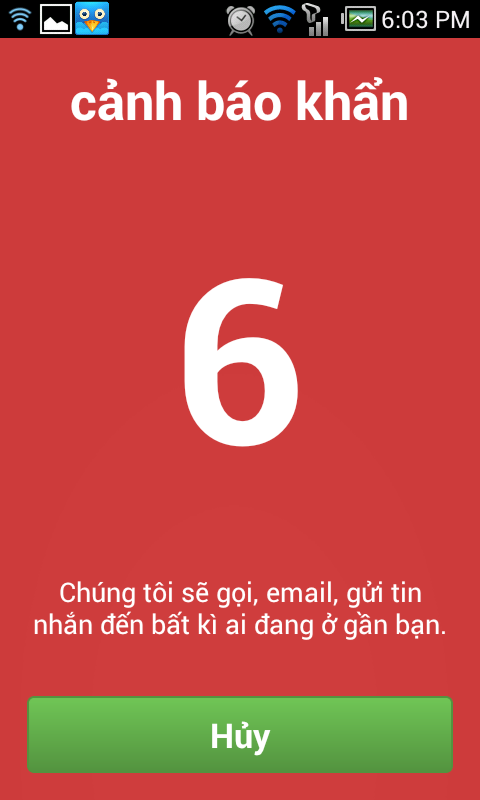 6:03 PM
cảnh báo khẩn
6
Chúng tôi sẽ gọi, email, gửi tin
nhắn đến bất kì ai đang ở gần bạn.
Hủy